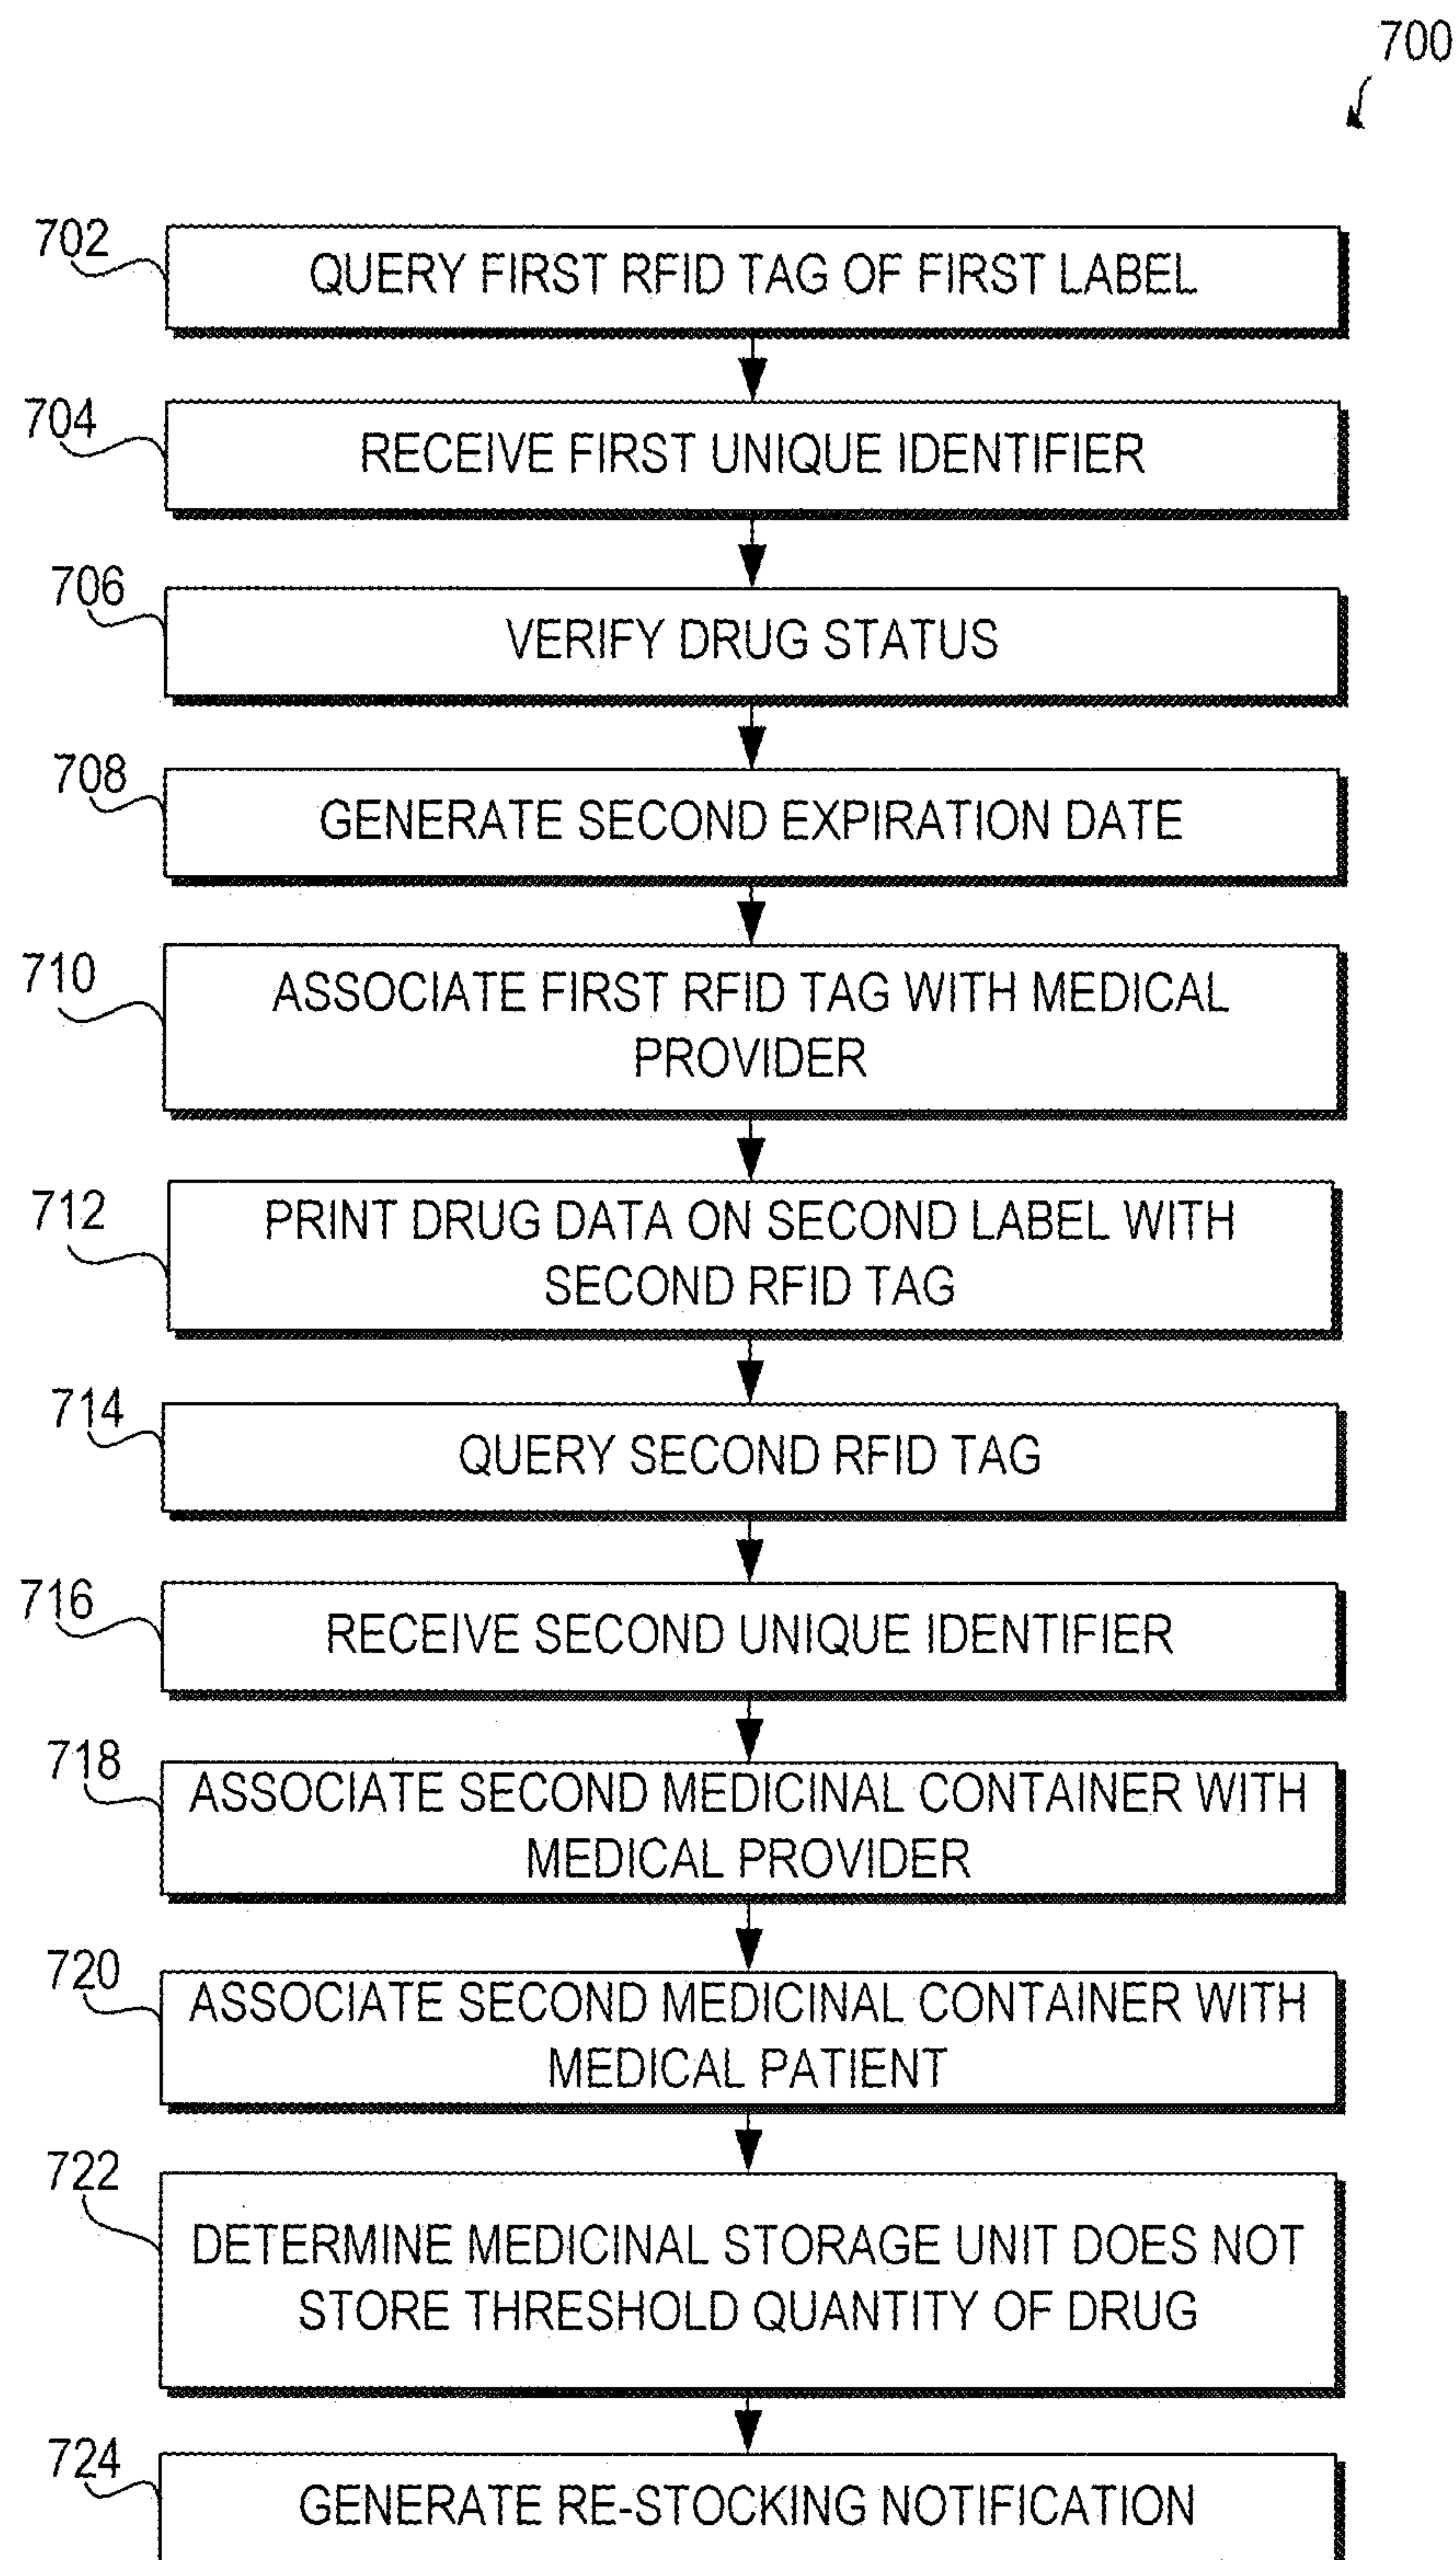 700
702
QUERY FIRST RFID TAG OF FIRST LABEL
704
RECEIVE FIRST UNIQUE IDENTIFIER
706
VERIFY DRUG STATUS
708
GENERATE SECOND EXPIRATION DATE
710
ASSOCIATE FIRST RFID TAG WITH MEDICAL
PROVIDER
712
PRINT DRUG DATA ON SECOND LABEL WITH
SECOND RFID TAG
714
QUERY SECOND RFID TAG
716
RECEIVE SECOND UNIQUE IDENTIFIER
718
ASSOCIATE SECOND MEDICINAL CONTAINER WITH
MEDICAL PROVIDER
720
ASSOCIATE SECOND MEDICINAL CONTAINER WITH
MEDICAL PATIENT
722
DETERMINE MEDICINAL STORAGE UNIT DOES NOT
STORE THRESHOLD QUANTITY OF DRUG
724
GENERATE RE-STOCKING NOTIFICATION